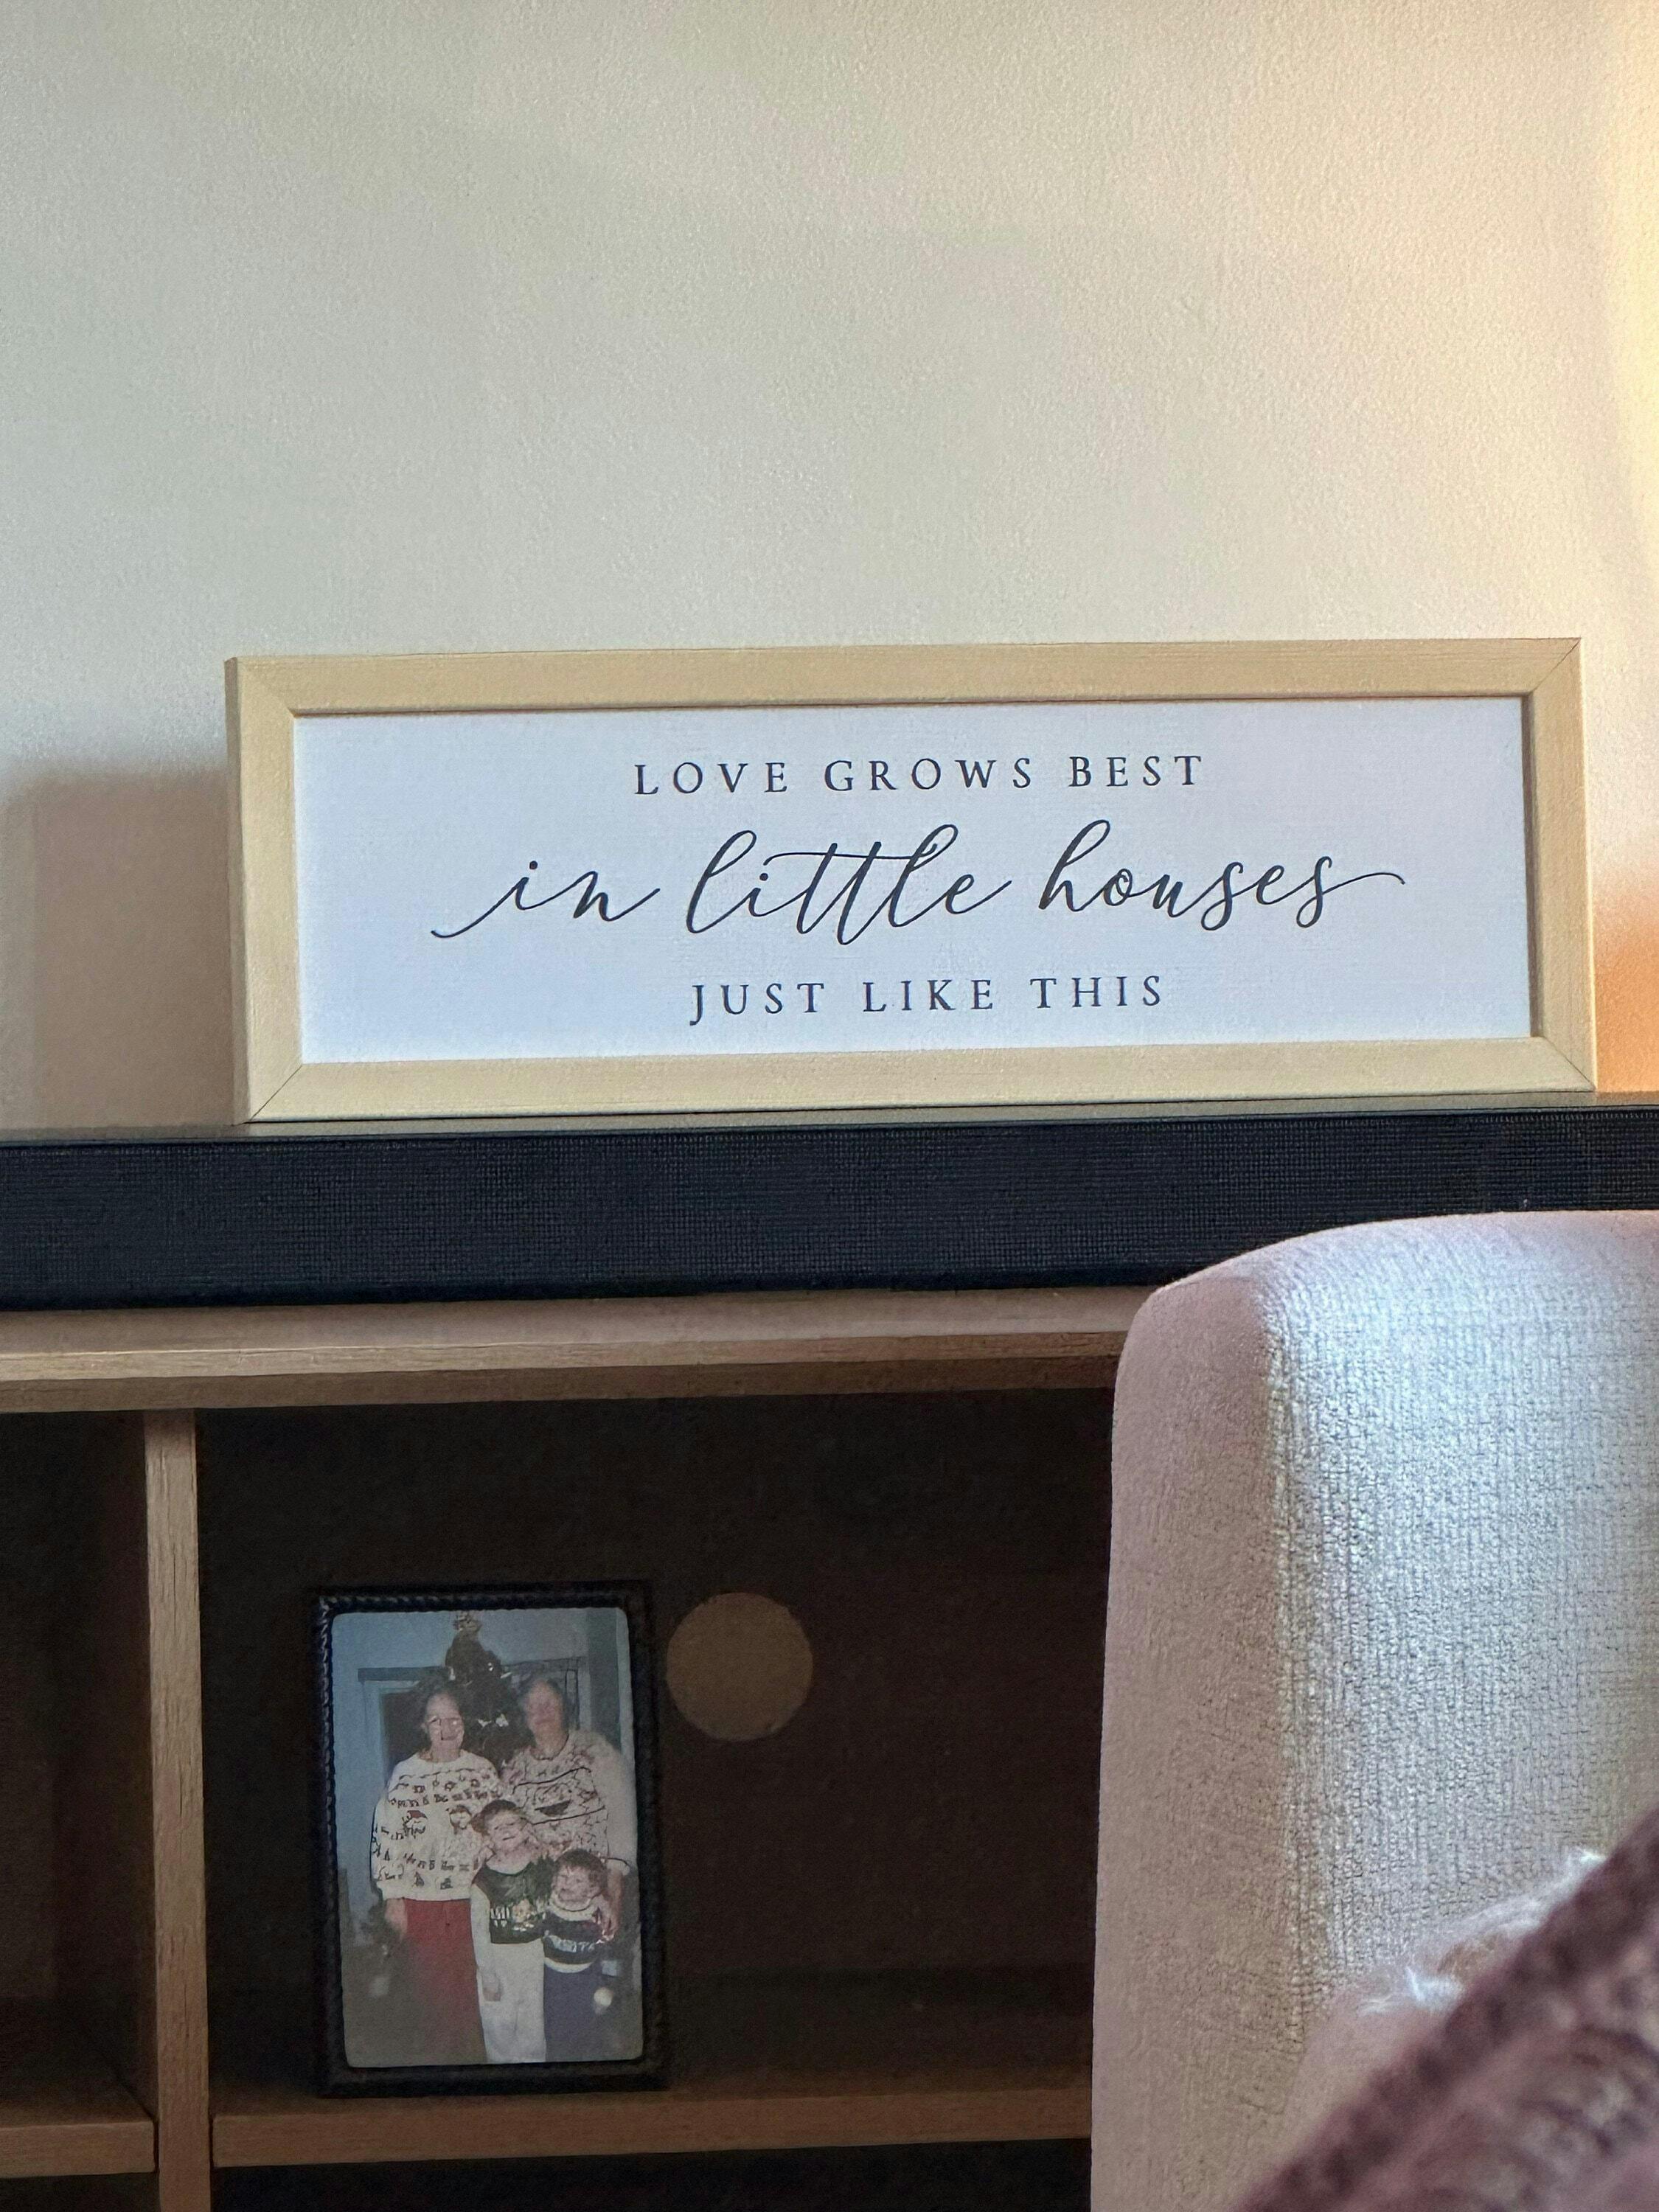 LOVE GROWS BEST
in little houses
JUST LIKE THIS